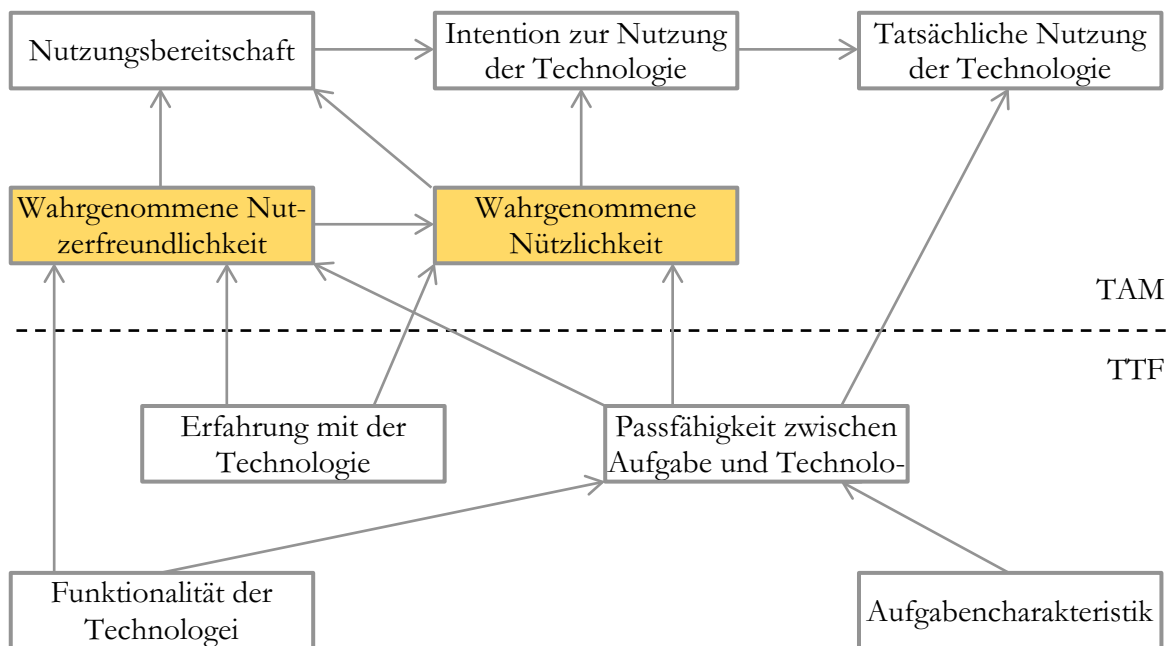 Nutzungsbereitschaft
Intention zur Nutzung
der Technologie
Tatsächliche Nutzung
der Technologie
Wahrgenommene Nut-
zerfreundlichkeit
Wahrgenommene
Nützlichkeit
TAM
TTF
Erfahrung mit der
Technologie
Passfähigkeit zwischen
Aufgabe und Technolo-
Funktionalität der
Technologei
Aufgabencharakteristik